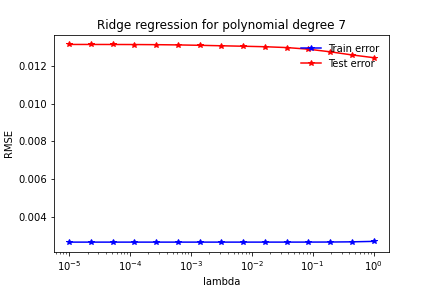 Ridge regression for polynomial degree 7
Train error
Test error
0.012
0.010
0.008
0.006
0.004
RMSE
10⁻⁵
10⁻⁴
10⁻³
10⁻²
10⁻¹
10⁰
lambda